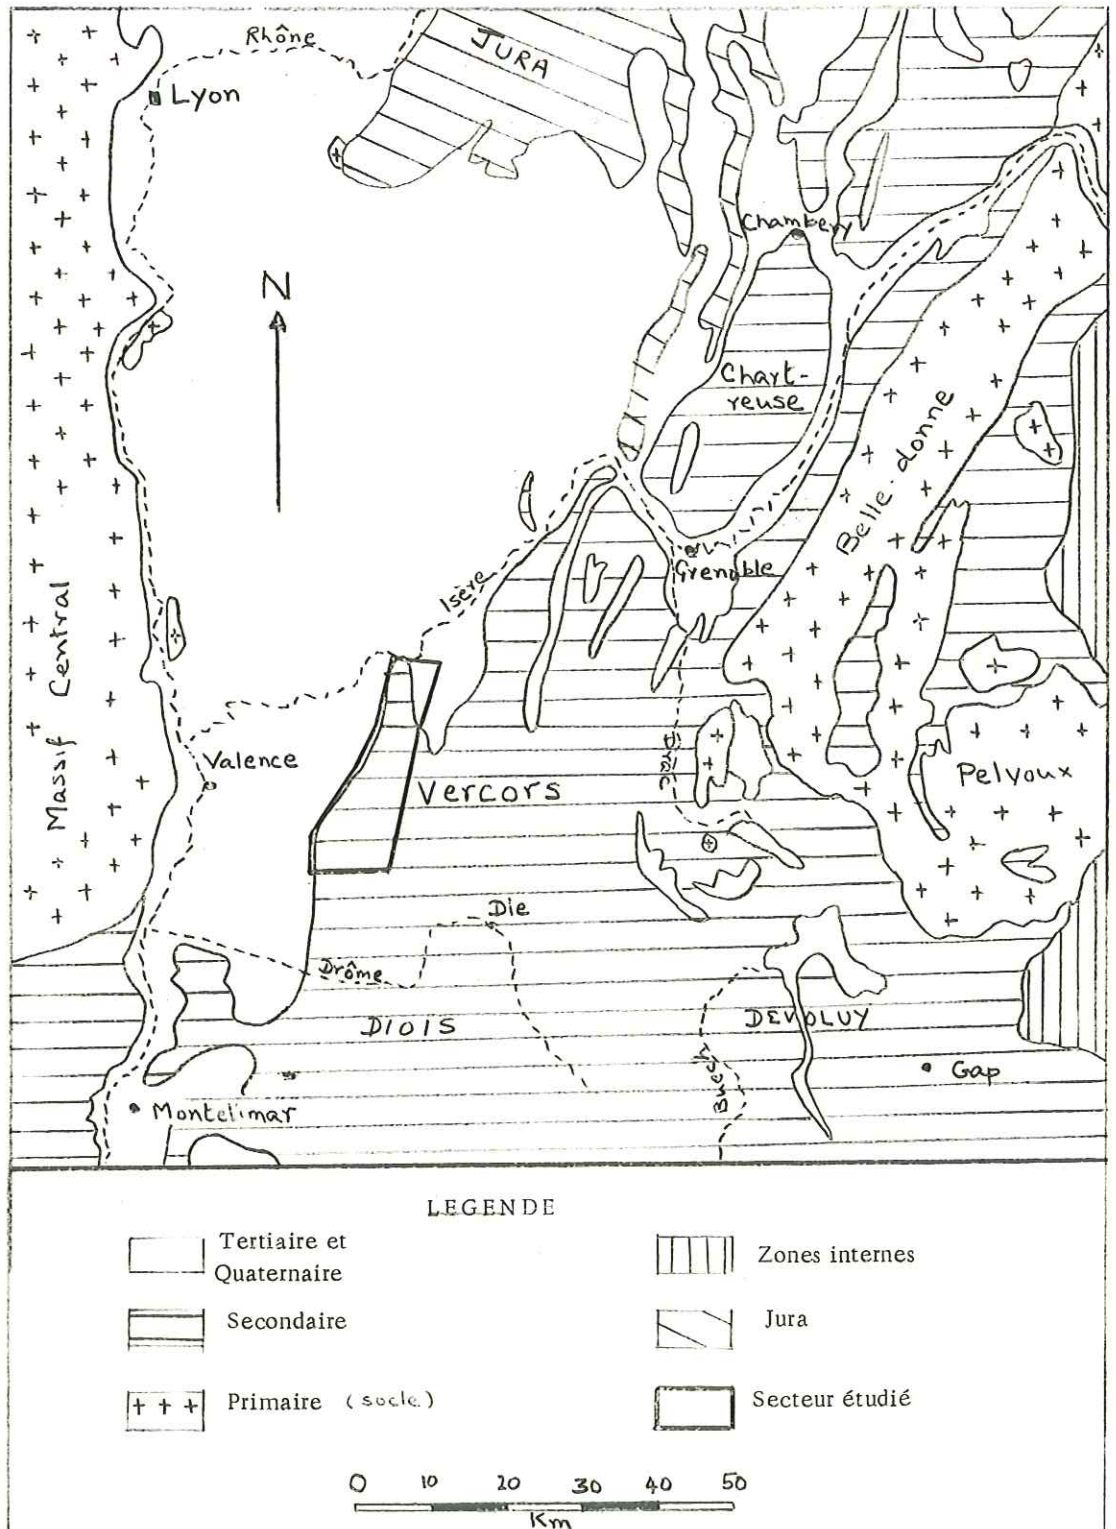 Rhône
JURA
Lyon
Chambéry
N
Chart-
reuse
Belle-donne
Grenoble
Isère
Massif Central
Valence
Vercors
Drac
Pelvoux
Die
Drôme
DIOIS
DEVOLUY
Buech
Gap
Montelimar
LEGENDE
Tertiaire et
Quaternaire
Zones internes
Secondaire
Jura
Primaire (socle)
Secteur étudié
0 10 20 30 40 50
Km